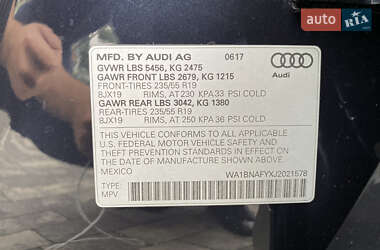 AUTO.RIA
MFD. BY AUDI AG 0617
GVWR LBS 5456, KG 2475
GAWR FRONT LBS 2679, KG 1215
FRONT-TIRES 235/55 R19
8JX19 RIMS, AT 230 KPA 33 PSI COLD
GAWR REAR LBS 3042, KG 1380
REAR-TIRES 235/55 R19
8JX19 RIMS, AT 250 KPA 36 PSI COLD
Audi
THIS VEHICLE CONFORMS TO ALL APPLICABLE
FEDERAL MOTOR VEHICLE SAFETY, BUMPER AND
THEFT PREVENTION STANDARDS IN EFFECT ON
THE DATE OF MANUFACTURE SHOWN ABOVE.
MEXICO WA1BNAFYXJ2021578
TYPE:
MPV